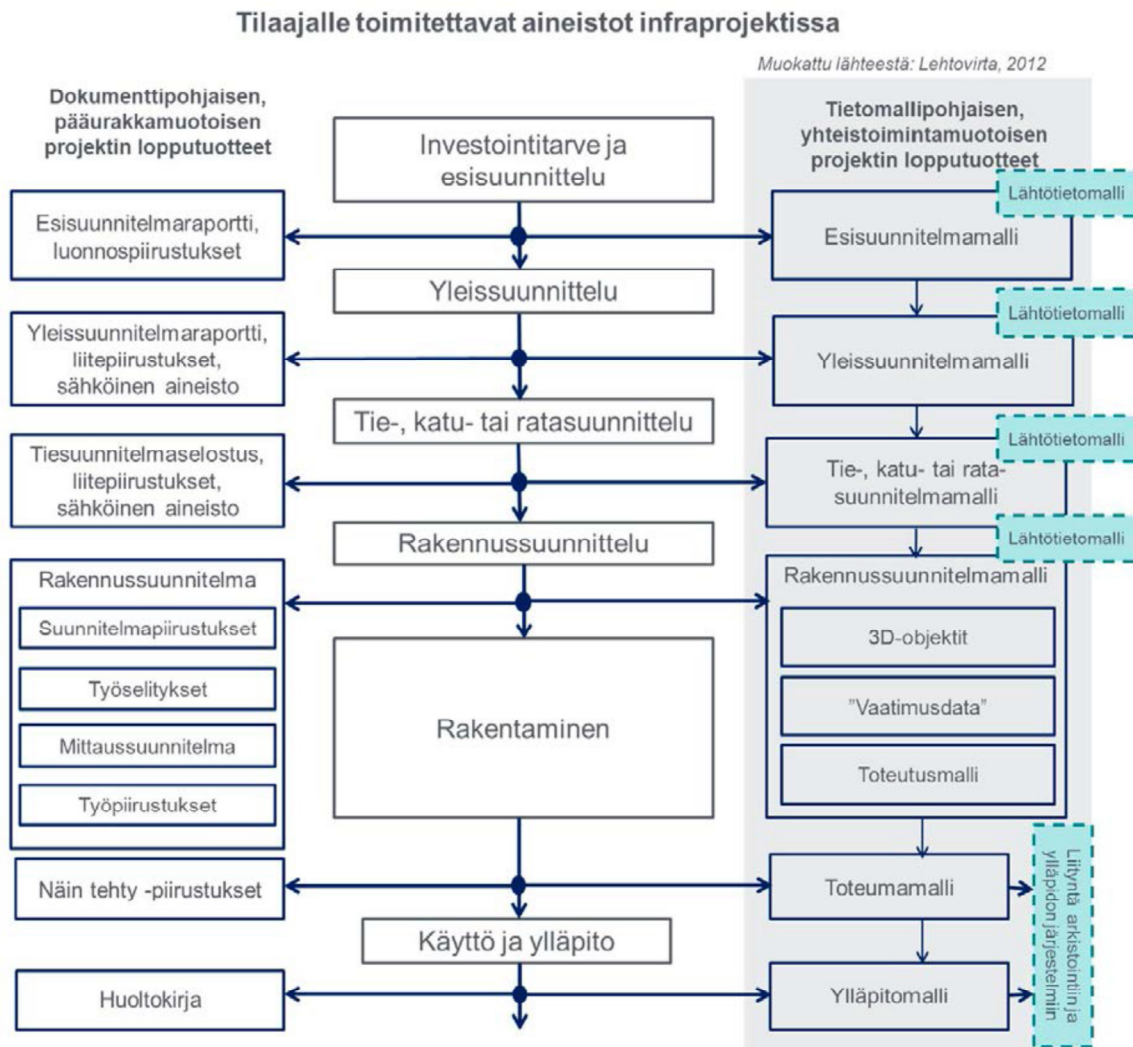 Tilaajalle toimitettavat aineistot infraprojektissa
Muokattu lähteestä: Lehtovirta, 2012
Dokumenttipohjaisen,
pääurakkamuotoisen
projektin lopputuotteet
Investointitarve ja
esisuunnittelu
Tietomallipohjaisen,
yhteistoimintamuotoisen
projektin lopputuotteet
Lähtötietomalli
Esisuunnitelmaraportti,
luonnospiirustukset
Esisuunnitelmamalli
Yleissuunnittelu
Lähtötietomalli
Yleissuunnitelmaraportti,
liitepiirustukset,
sähköinen aineisto
Yleissuunnitelmamalli
Tie-, katu- tai ratasuunnittelu
Lähtötietomalli
Tiesuunnitelmaselostus,
liitepiirustukset,
sähköinen aineisto
Tie-, katu- tai rata-
suunnitelmamalli
Rakennussuunnittelu
Lähtötietomalli
Rakennussuunnitelma
Suunnitelmapiirustukset
Työselitykset
Mittaussuunnitelma
Työpiirustukset
Rakentaminen
Rakennussuunnitelmamalli
3D-objektit
"Vaatimusdata"
Toteutusmalli
Näin tehty -piirustukset
Toteumamalli
Liityntä arkistointiin ja
ylläpidon järjestelmiin
Käyttö ja ylläpito
Huoltokirja
Ylläpitomalli